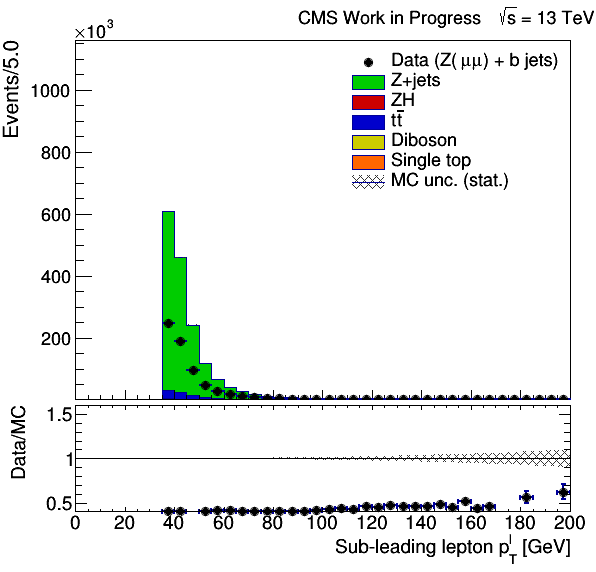 CMS Work in Progress √s = 13 TeV
×10³
Events/5.0
1000
800
600
400
200
Data (Z(μμ) + b jets)
Z+jets
ZH
tt̅
Diboson
Single top
MC unc. (stat.)
Data/MC
1.5
1
0.5
0 20 40 60 80 100 120 140 160 180 200
Sub-leading lepton p_T^l [GeV]